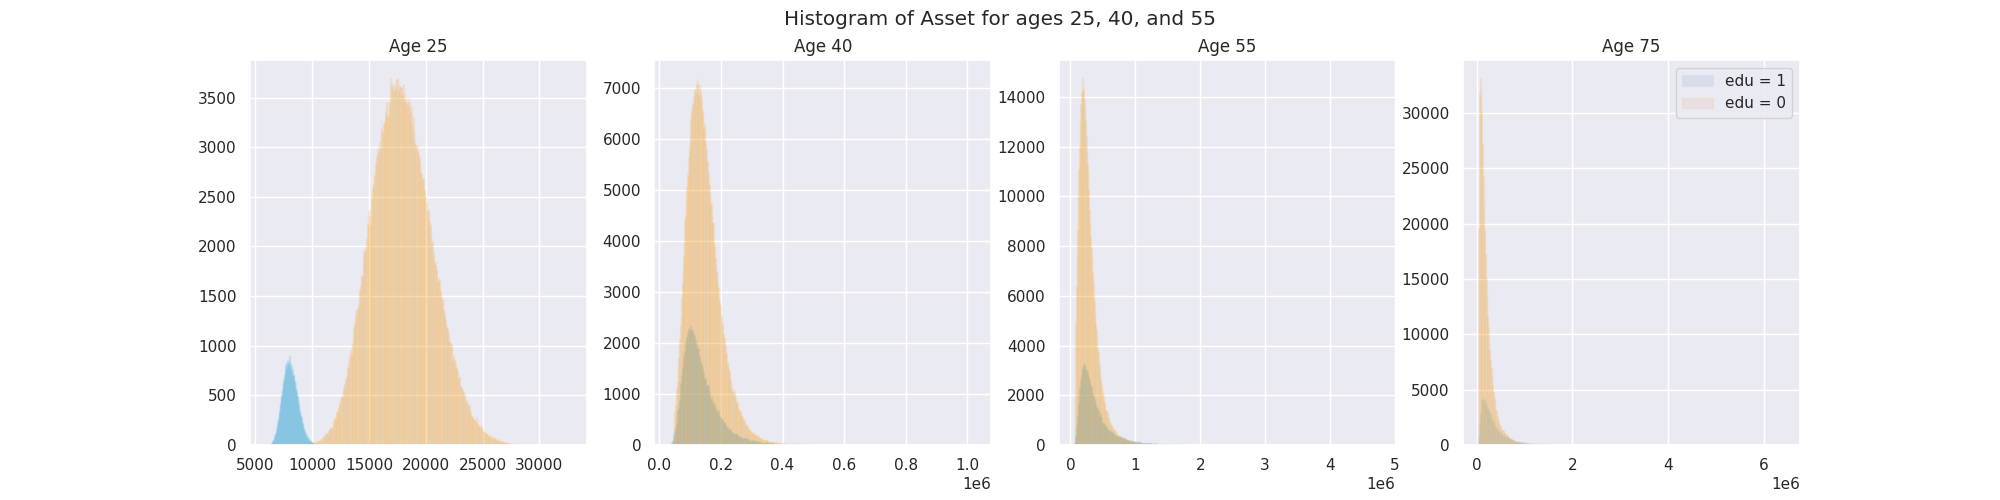 Histogram of Asset for ages 25, 40, and 55
Age 25
3500
3000
2500
2000
1500
1000
500
0
5000 10000 15000 20000 25000 30000
Age 40
7000
6000
5000
4000
3000
2000
1000
0
0.0 0.2 0.4 0.6 0.8 1.0
1e6
Age 55
14000
12000
10000
8000
6000
4000
2000
0
0 1 2 3 4 5
1e6
Age 75
edu = 1
edu = 0
30000
25000
20000
15000
10000
5000
0
0 2 4 6
1e6